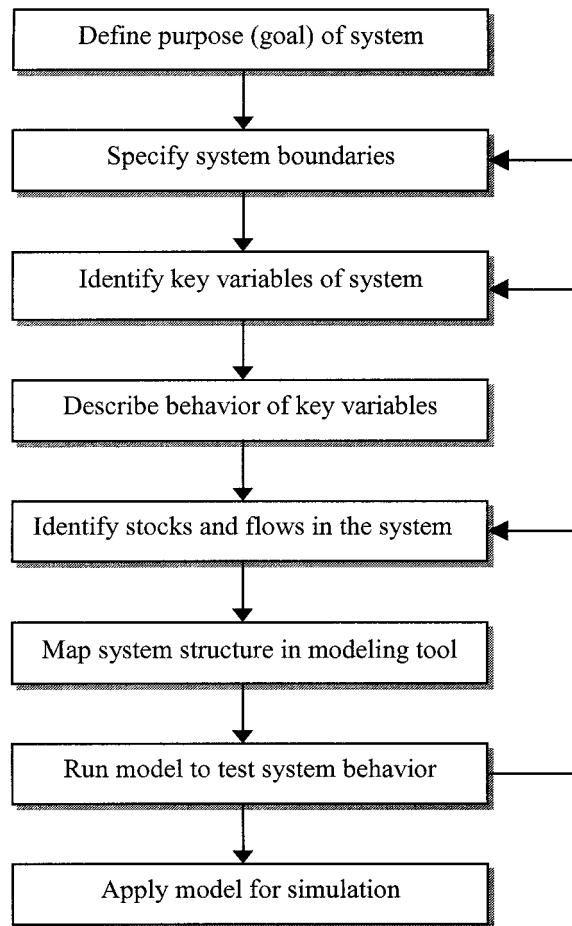 Define purpose (goal) of system
Specify system boundaries
Identify key variables of system
Describe behavior of key variables
Identify stocks and flows in the system
Map system structure in modeling tool
Run model to test system behavior
Apply model for simulation